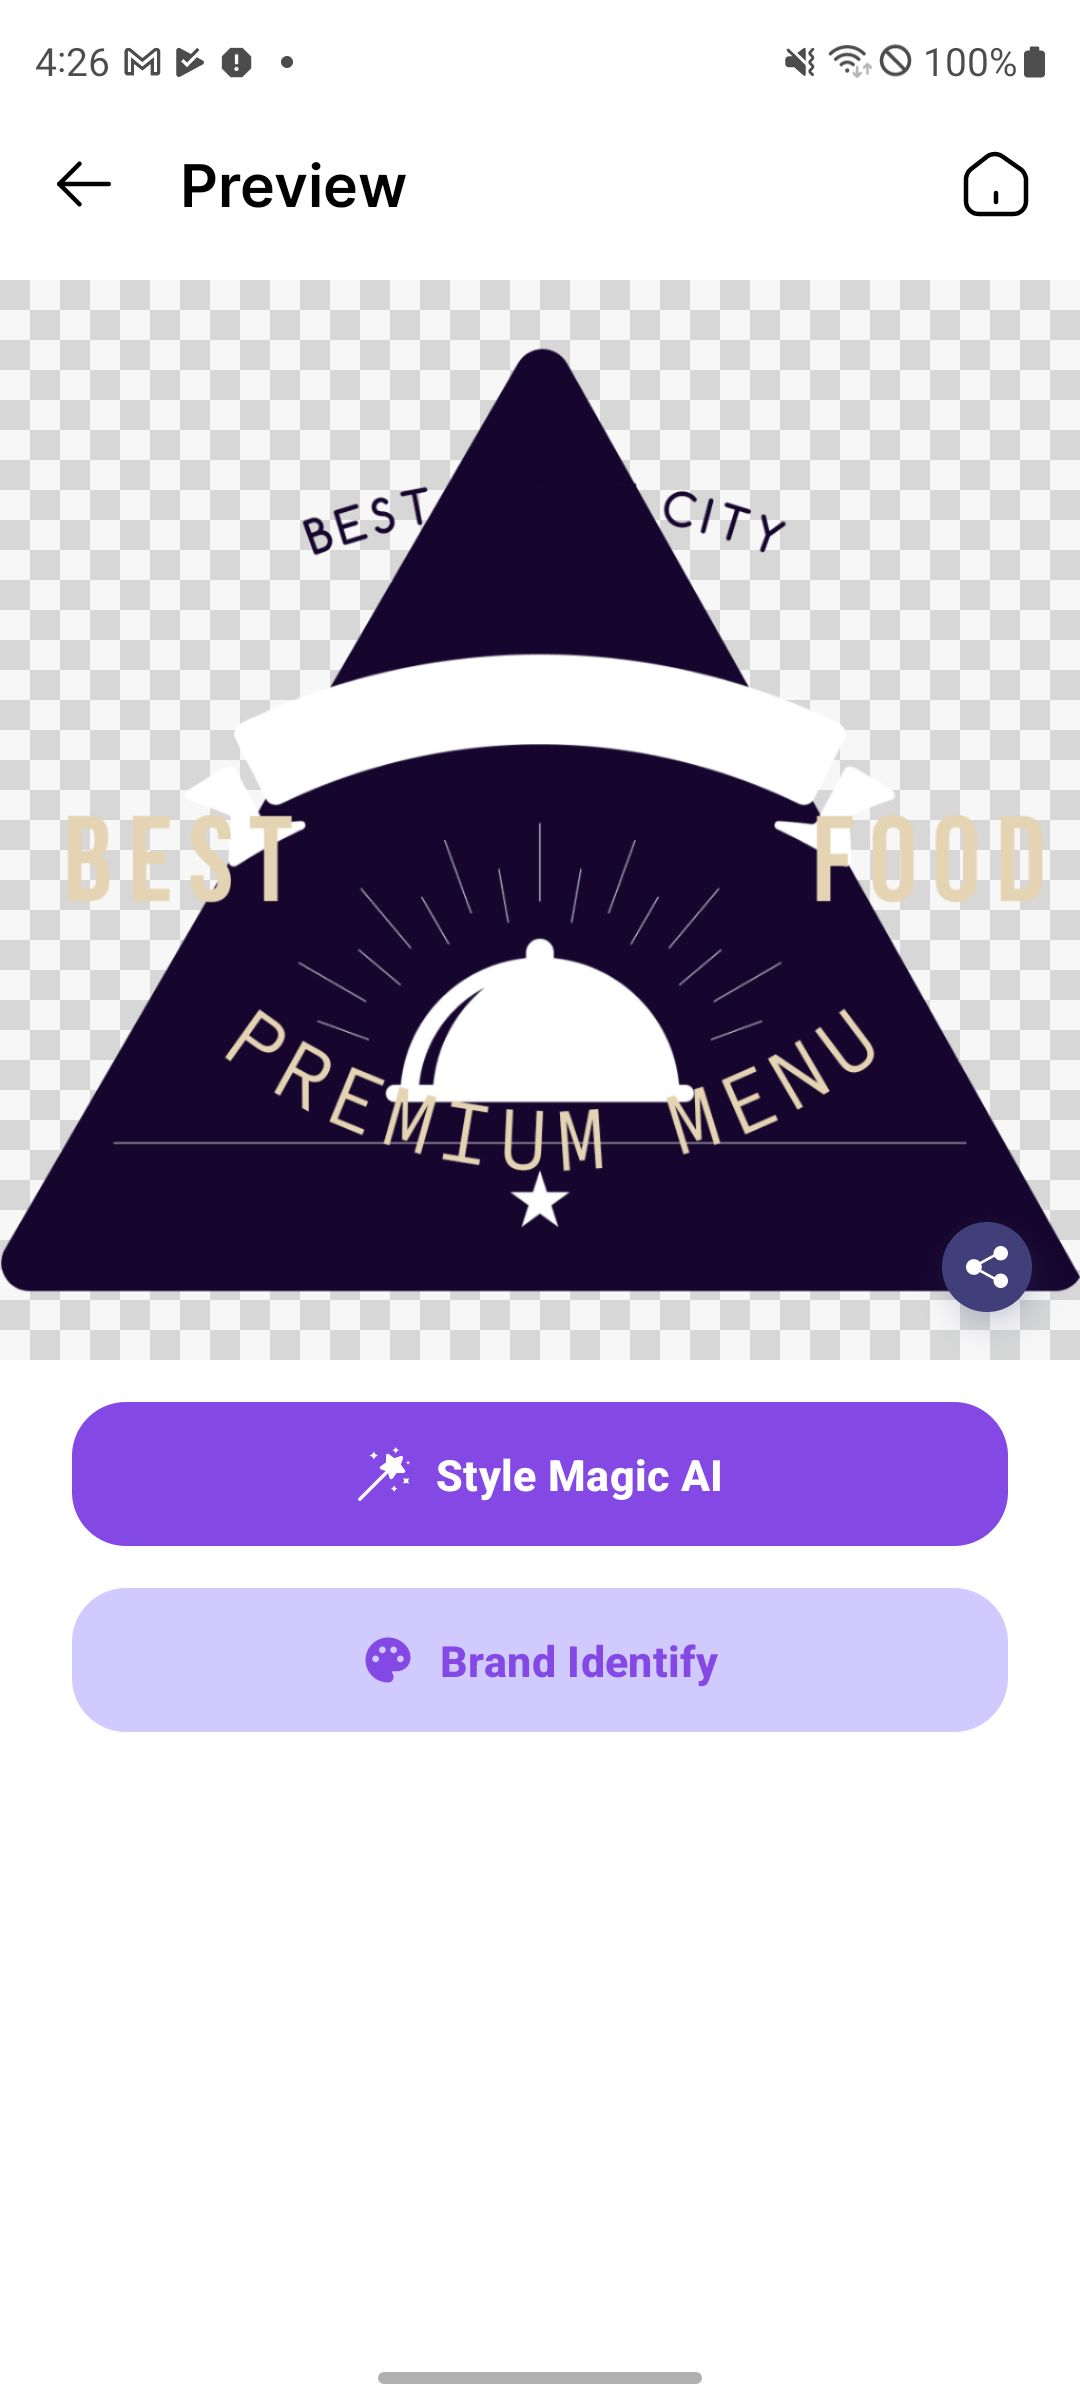 4:26
100%
Preview
BEST CITY
BEST FOOD
PREMIUM MENU
Style Magic AI
Brand Identify